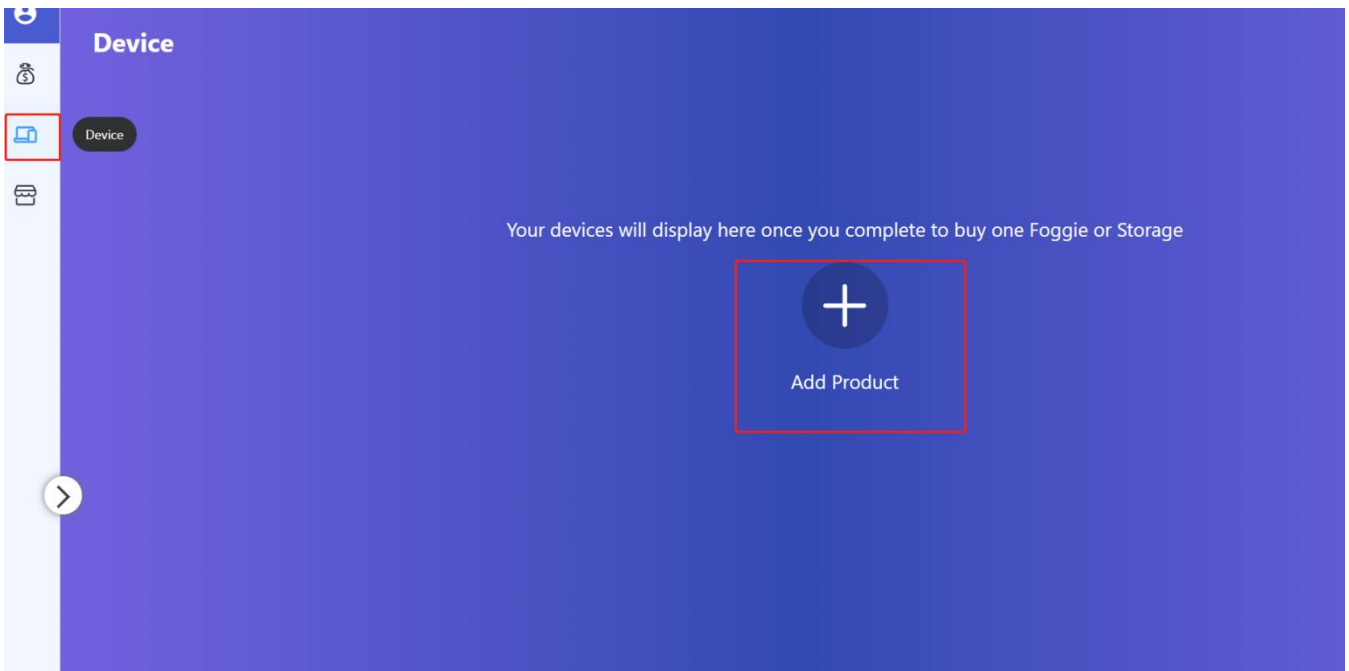 Device
Device
Your devices will display here once you complete to buy one Foggie or Storage
Add Product